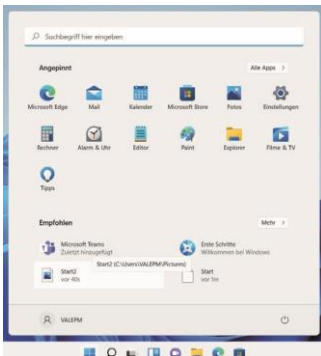 Suchbegriff hier eingeben
Angepinnt
Alle Apps >
Microsoft Edge
Mail
Kalender
Microsoft Store
Fotos
Einstellungen
Rechner
Alarm & Uhr
Editor
Paint
Explorer
Filme & TV
Tipps
Empfohlen
Mehr >
Microsoft Teams
Zuletzt hinzugefügt
Erste Schritte
Willkommen bei Windows
Start2 (C:\Users\VALEPM\Pictures)
Start2
vor 40s
Start
vor 1m
VALEPM